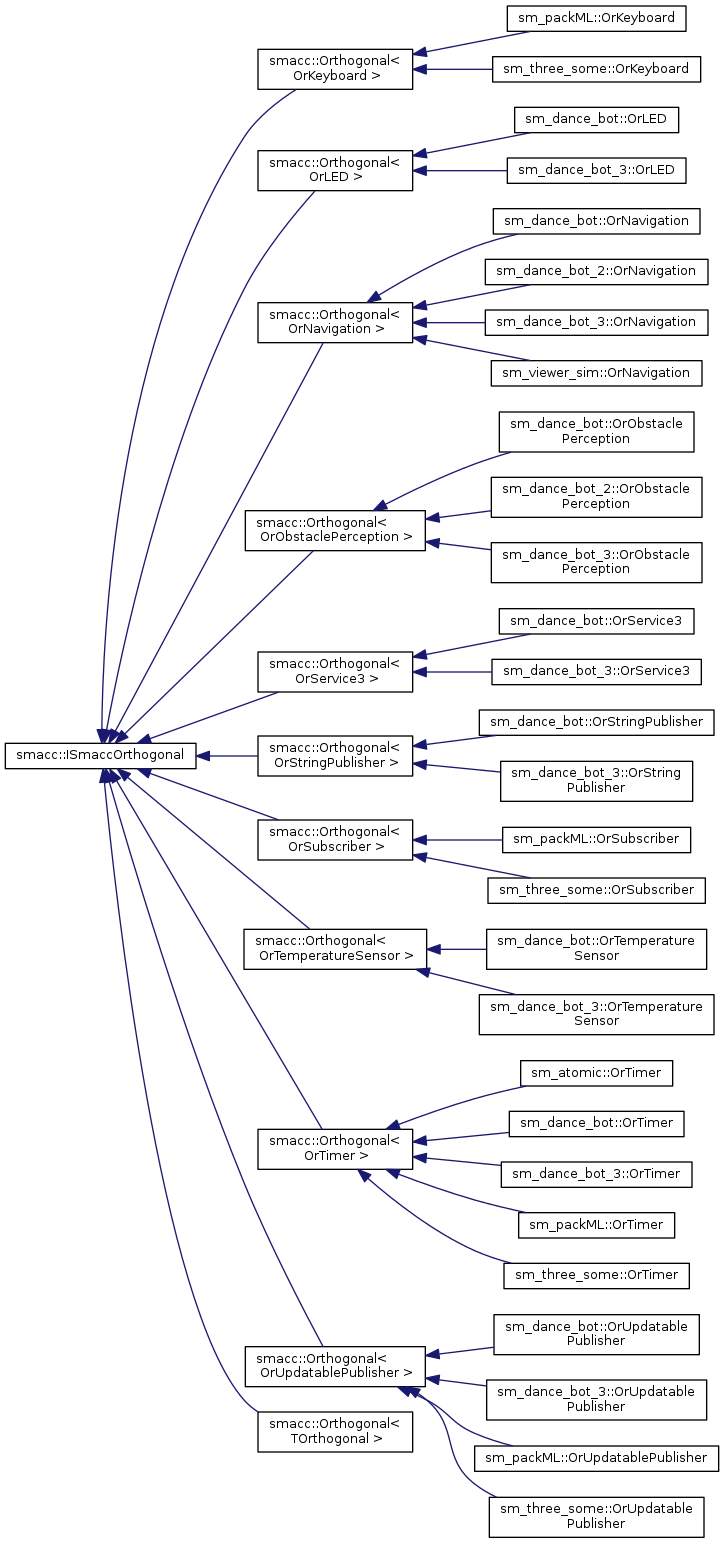 sm_packML::OrKeyboard
smacc::Orthogonal<
OrKeyboard >
sm_three_some::OrKeyboard
sm_dance_bot::OrLED
smacc::Orthogonal<
OrLED >
sm_dance_bot_3::OrLED
sm_dance_bot::OrNavigation
sm_dance_bot_2::OrNavigation
smacc::Orthogonal<
OrNavigation >
sm_dance_bot_3::OrNavigation
sm_viewer_sim::OrNavigation
sm_dance_bot::OrObstacle
Perception
sm_dance_bot_2::OrObstacle
Perception
smacc::Orthogonal<
OrObstaclePerception >
sm_dance_bot_3::OrObstacle
Perception
sm_dance_bot::OrService3
smacc::Orthogonal<
OrService3 >
sm_dance_bot_3::OrService3
sm_dance_bot::OrStringPublisher
smacc::ISmaccOrthogonal
smacc::Orthogonal<
OrStringPublisher >
sm_dance_bot_3::OrString
Publisher
smacc::Orthogonal<
OrSubscriber >
sm_packML::OrSubscriber
sm_three_some::OrSubscriber
smacc::Orthogonal<
OrTemperatureSensor >
sm_dance_bot::OrTemperature
Sensor
sm_dance_bot_3::OrTemperature
Sensor
sm_atomic::OrTimer
sm_dance_bot::OrTimer
smacc::Orthogonal<
OrTimer >
sm_dance_bot_3::OrTimer
sm_packML::OrTimer
sm_three_some::OrTimer
sm_dance_bot::OrUpdatable
Publisher
smacc::Orthogonal<
OrUpdatablePublisher >
sm_dance_bot_3::OrUpdatable
Publisher
smacc::Orthogonal<
TOrthogonal >
sm_packML::OrUpdatablePublisher
sm_three_some::OrUpdatable
Publisher